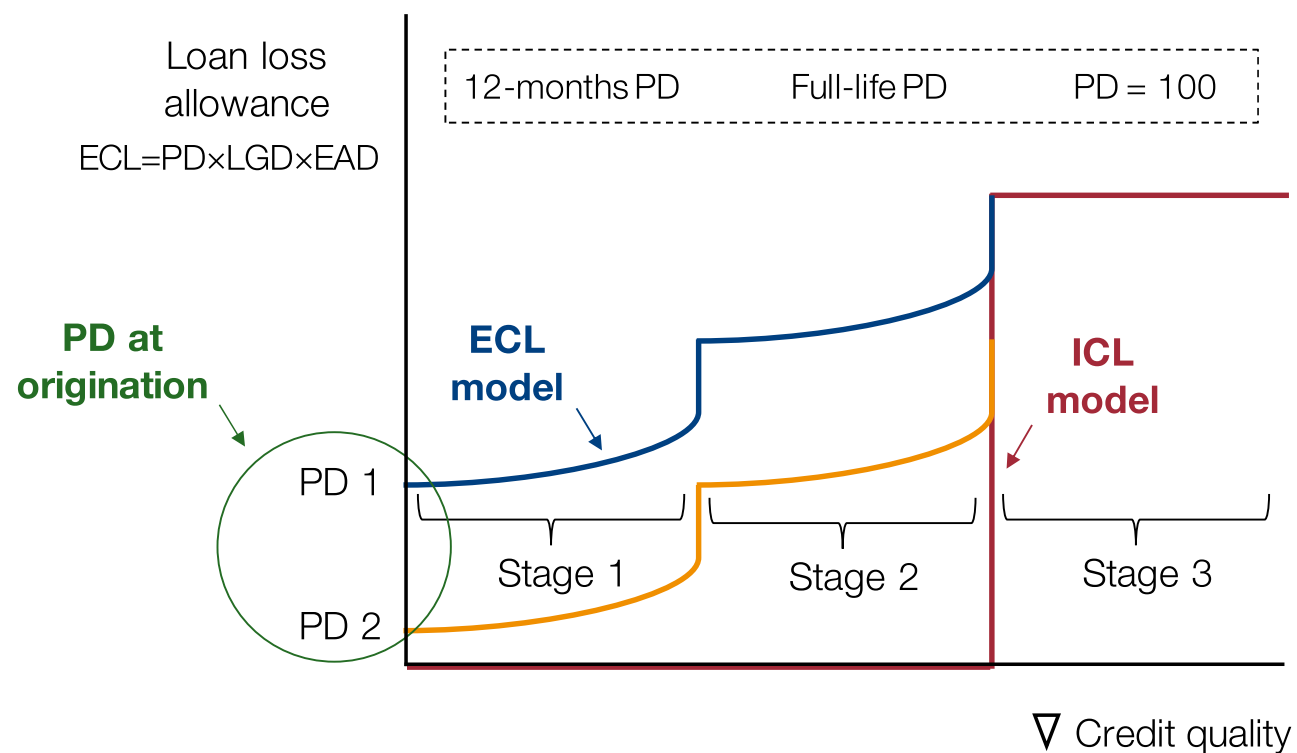 Loan loss
allowance
ECL=PD×LGD×EAD
12-months PD Full-life PD PD = 100
PD at
origination
ECL
model
ICL
model
PD 1
PD 2
Stage 1
Stage 2
Stage 3
∇ Credit quality